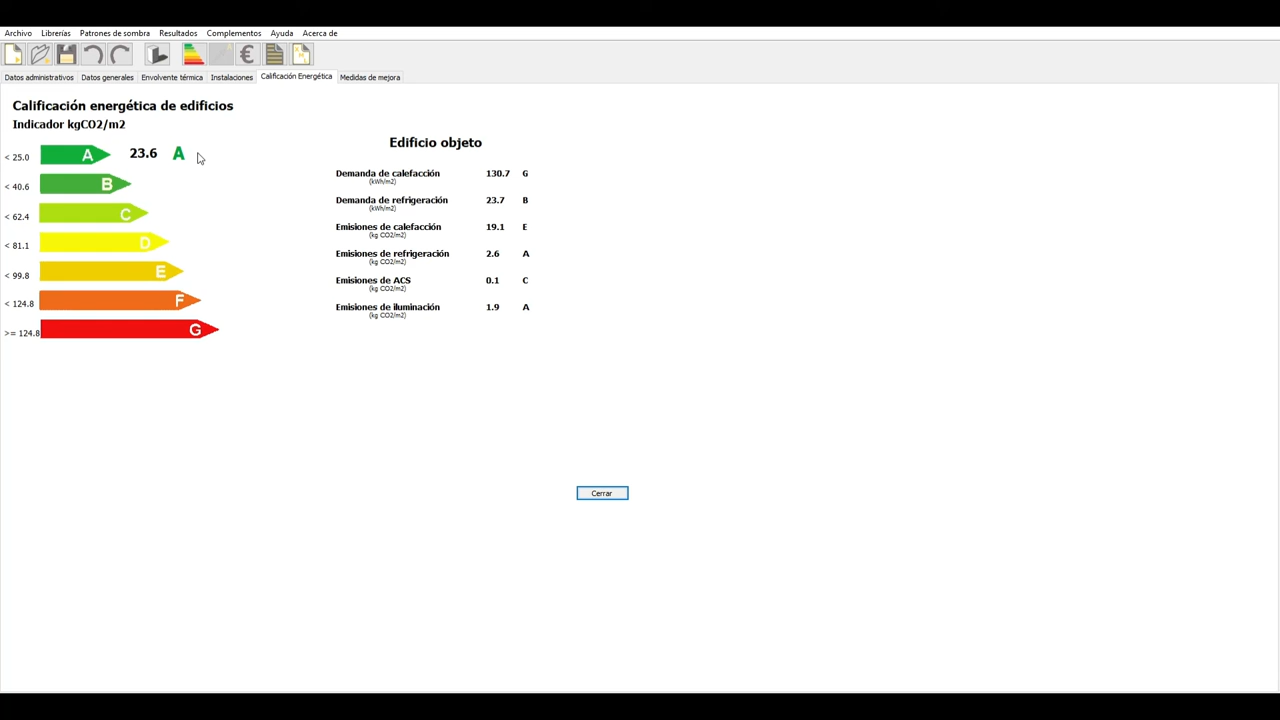 Archivo Librerías Patrones de sombra Resultados Complementos Ayuda Acerca de
Datos administrativos Datos generales Envolvente térmica Instalaciones Calificación Energética Medidas de mejora
Calificación energética de edificios
Indicador kgCO2/m2
Edificio objeto
< 25.0 A 23.6 A
< 40.6 B
< 62.4 C
< 81.1 D
< 99.8 E
< 124.8 F
>= 124.8 G
Demanda de calefacción 130.7 G
(kWh/m2)
Demanda de refrigeración 23.7 B
(kWh/m2)
Emisiones de calefacción 19.1 E
(kg CO2/m2)
Emisiones de refrigeración 2.6 A
(kg CO2/m2)
Emisiones de ACS 0.1 C
(kg CO2/m2)
Emisiones de iluminación 1.9 A
(kg CO2/m2)
Cerrar